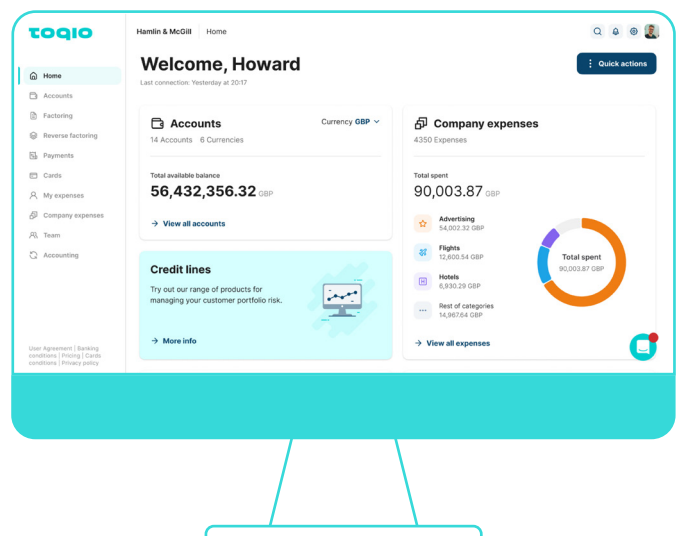 TOQIO
Hamlin & McGill Home
Welcome, Howard
Last connection: Yesterday at 20:17
Quick actions
Home
Accounts
Factoring
Reverse factoring
Payments
Cards
My expenses
Company expenses
Team
Accounting
User Agreement | Banking
conditions | Pricing | Cards
conditions | Privacy policy
Accounts
Currency GBP
14 Accounts 6 Currencies
Total available balance
56,432,356.32 GBP
View all accounts
Credit lines
Try out our range of products for
managing your customer portfolio risk.
More info
Company expenses
4350 Expenses
Total spent
90,003.87 GBP
Advertising
54,002.32 GBP
Flights
12,600.54 GBP
Hotels
6,930.29 GBP
Rest of categories
14,967.64 GBP
Total spent
90,003.87 GBP
View all expenses